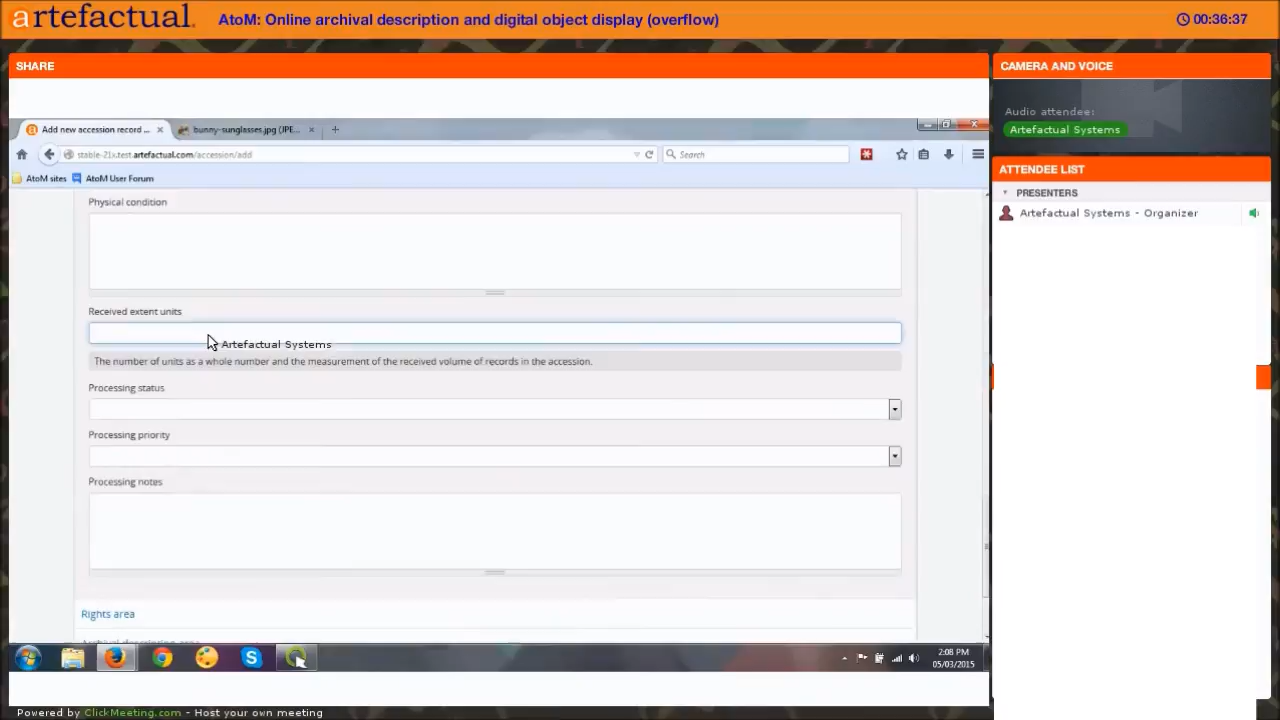 artefactual.
AtoM: Online archival description and digital object display (overflow)
00:36:37
SHARE
CAMERA AND VOICE
Audio attendee:
Artefactual Systems
ATTENDEE LIST
PRESENTERS
Artefactual Systems - Organizer
Add new accession record ...
bunny-sunglasses.jpg (JPE...
stable-21x.test.artefactual.com/accession/add
Search
AtoM sites
AtoM User Forum
Physical condition
Received extent units
Artefactual Systems
The number of units as a whole number and the measurement of the received volume of records in the accession.
Processing status
Processing priority
Processing notes
Rights area
Archival description area
2:08 PM
05/03/2015
Powered by ClickMeeting.com - Host your own meeting